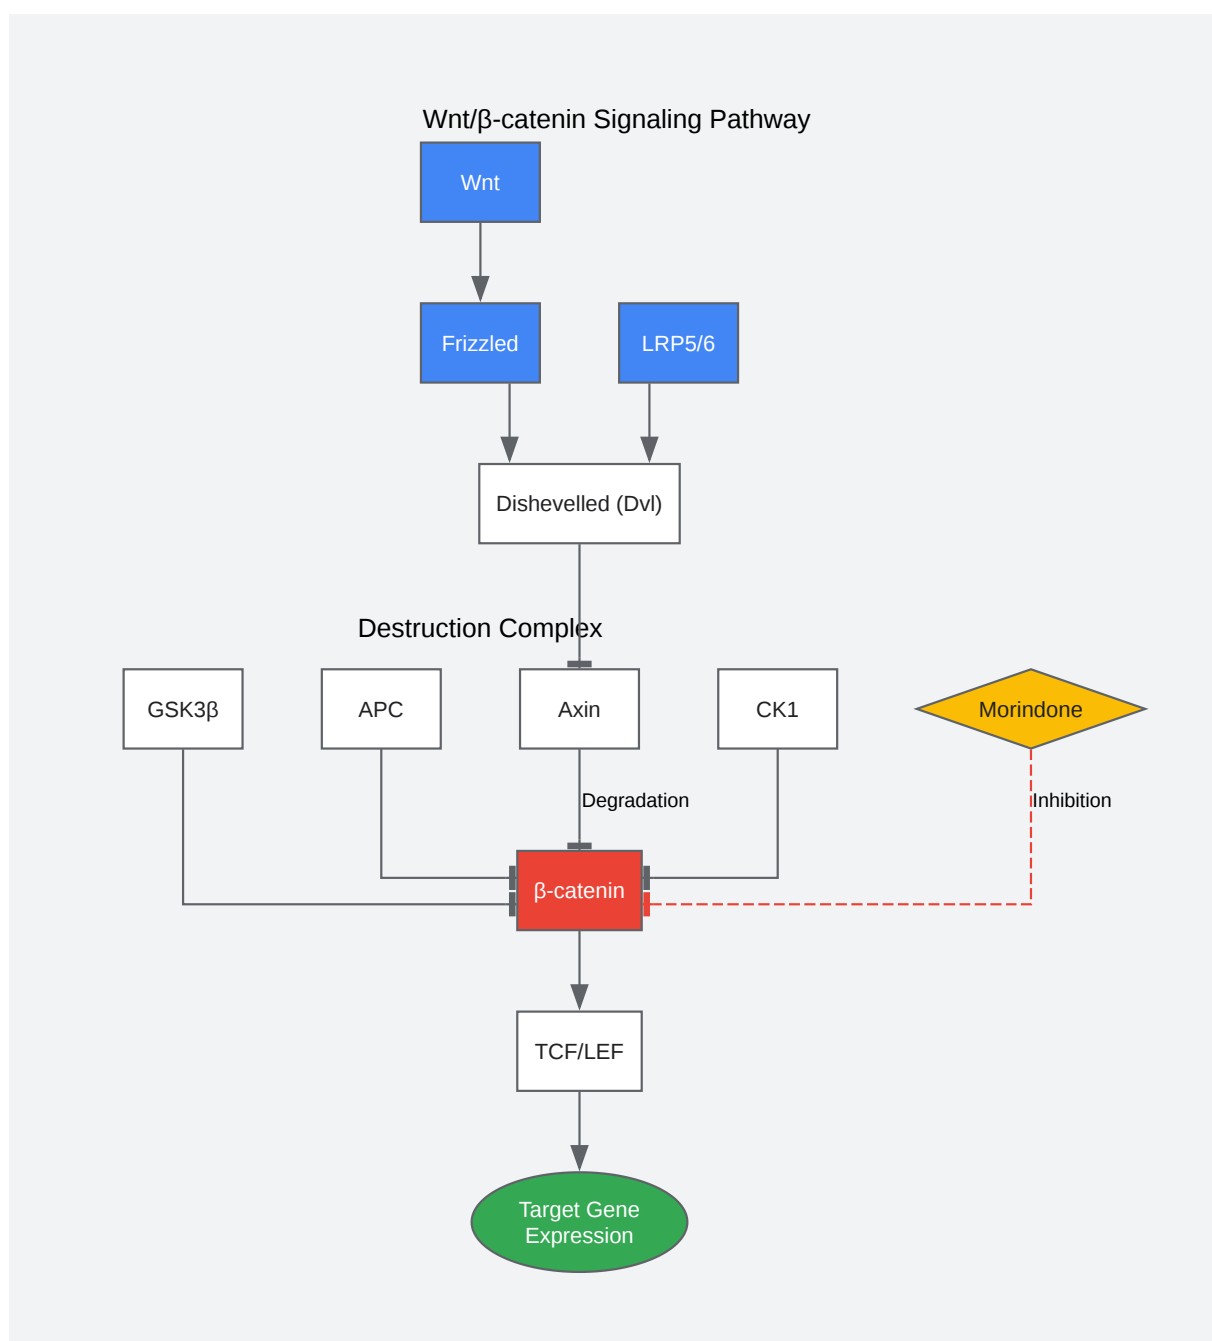 Wnt/β-catenin Signaling Pathway
Wnt
Frizzled
LRP5/6
Dishevelled (Dvl)
Destruction Complex
GSK3β
APC
Axin
CK1
Morindone
Degradation
Inhibition
β-catenin
TCF/LEF
Target Gene
Expression